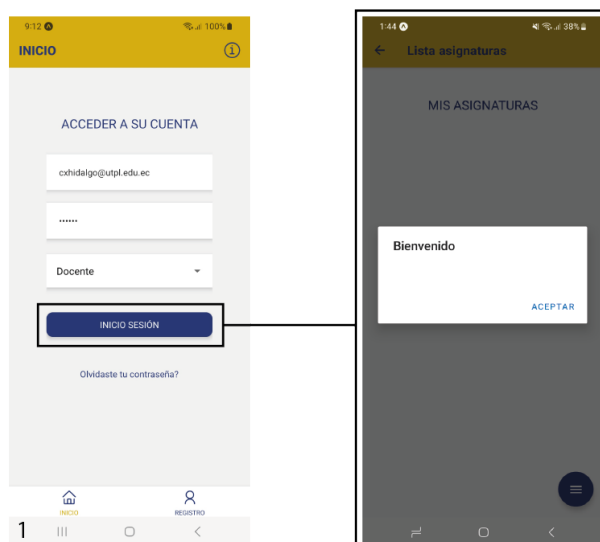 9:12 100%
INICIO
ACCEDER A SU CUENTA
cxhidalgo@utpl.edu.ec
······
Docente
INICIO SESIÓN
Olvidaste tu contraseña?
INICIO REGISTRO
1
1:44 38%
Lista asignaturas
MIS ASIGNATURAS
Bienvenido
ACEPTAR